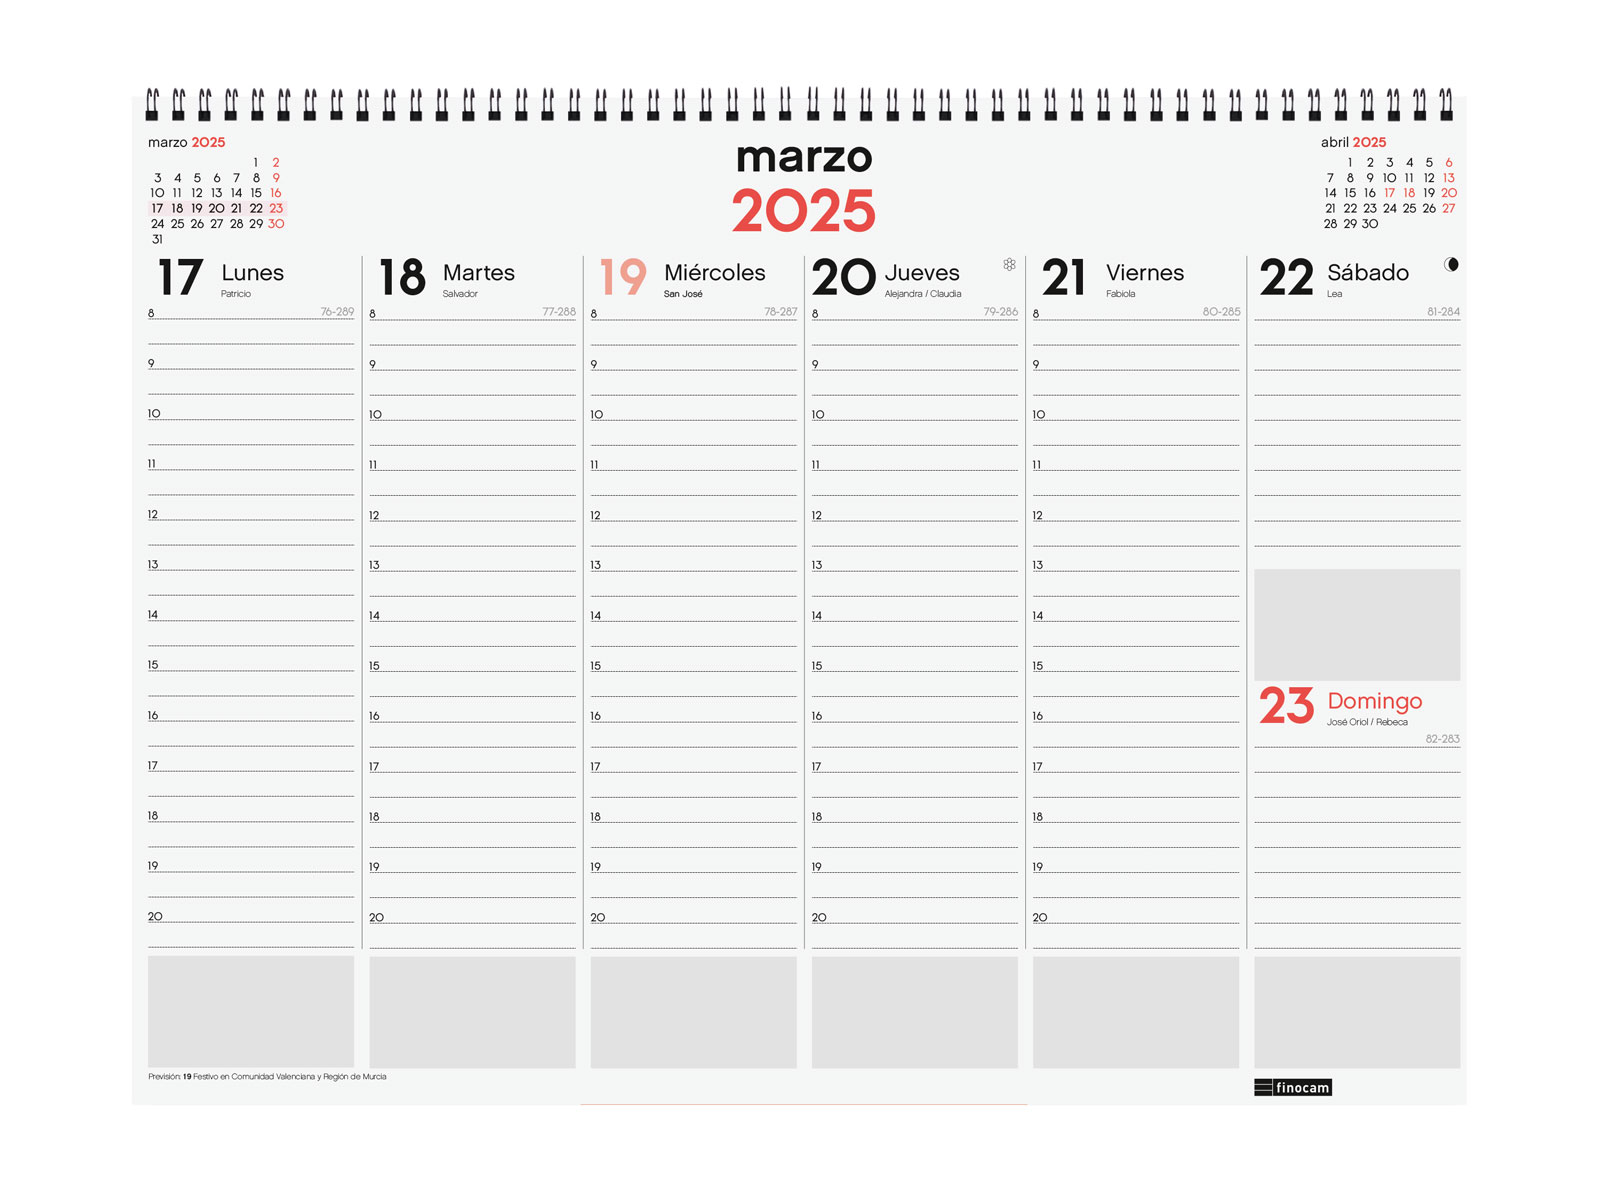 marzo 2025
1 2
3 4 5 6 7 8 9
10 11 12 13 14 15 16
17 18 19 20 21 22 23
24 25 26 27 28 29 30
31
marzo
2025
abril 2025
1 2 3 4 5 6
7 8 9 10 11 12 13
14 15 16 17 18 19 20
21 22 23 24 25 26 27
28 29 30
17 Lunes
Patricio
76-289
8
9
10
11
12
13
14
15
16
17
18
19
20
18 Martes
Salvador
77-288
8
9
10
11
12
13
14
15
16
17
18
19
20
19 Miércoles
San José
78-287
8
9
10
11
12
13
14
15
16
17
18
19
20
20 Jueves
Alejandra / Claudia
79-286
8
9
10
11
12
13
14
15
16
17
18
19
20
21 Viernes
Fabiola
80-285
8
9
10
11
12
13
14
15
16
17
18
19
20
22 Sábado
Lea
81-284
23 Domingo
José Oriol / Rebeca
82-283
Previsión: 19 Festivo en Comunidad Valenciana y Región de Murcia
finocam